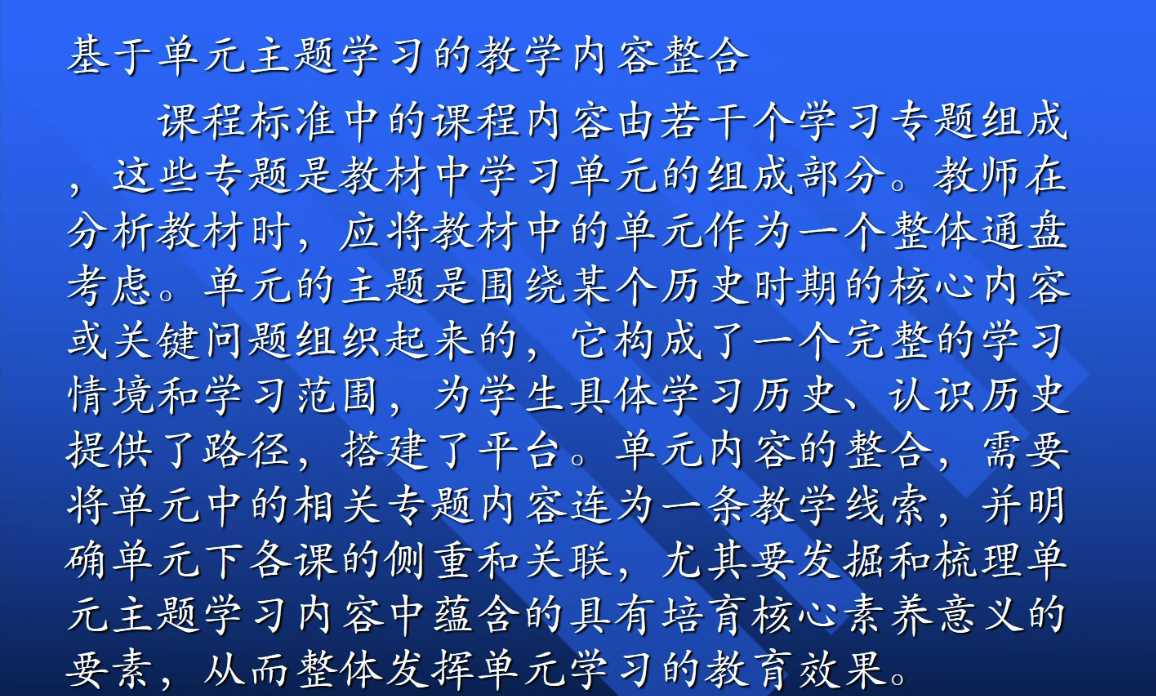 基于单元主题学习的教学内容整合
课程标准中的课程内容由若干个学习专题组成
，这些专题是教材中学习单元的组成部分。教师在
分析教材时，应将教材中的单元作为一个整体通盘
考虑。单元的主题是围绕某个历史时期的核心内容
或关键问题组织起来的，它构成了一个完整的学习
情境和学习范围，为学生具体学习历史、认识历史
提供了路径，搭建了平台。单元内容的整合，需要
将单元中的相关专题内容连为一条教学线索，并明
确单元下各课的侧重和关联，尤其要发掘和梳理单
元主题学习内容中蕴含的具有培育核心素养意义的
要素，从而整体发挥单元学习的教育效果。